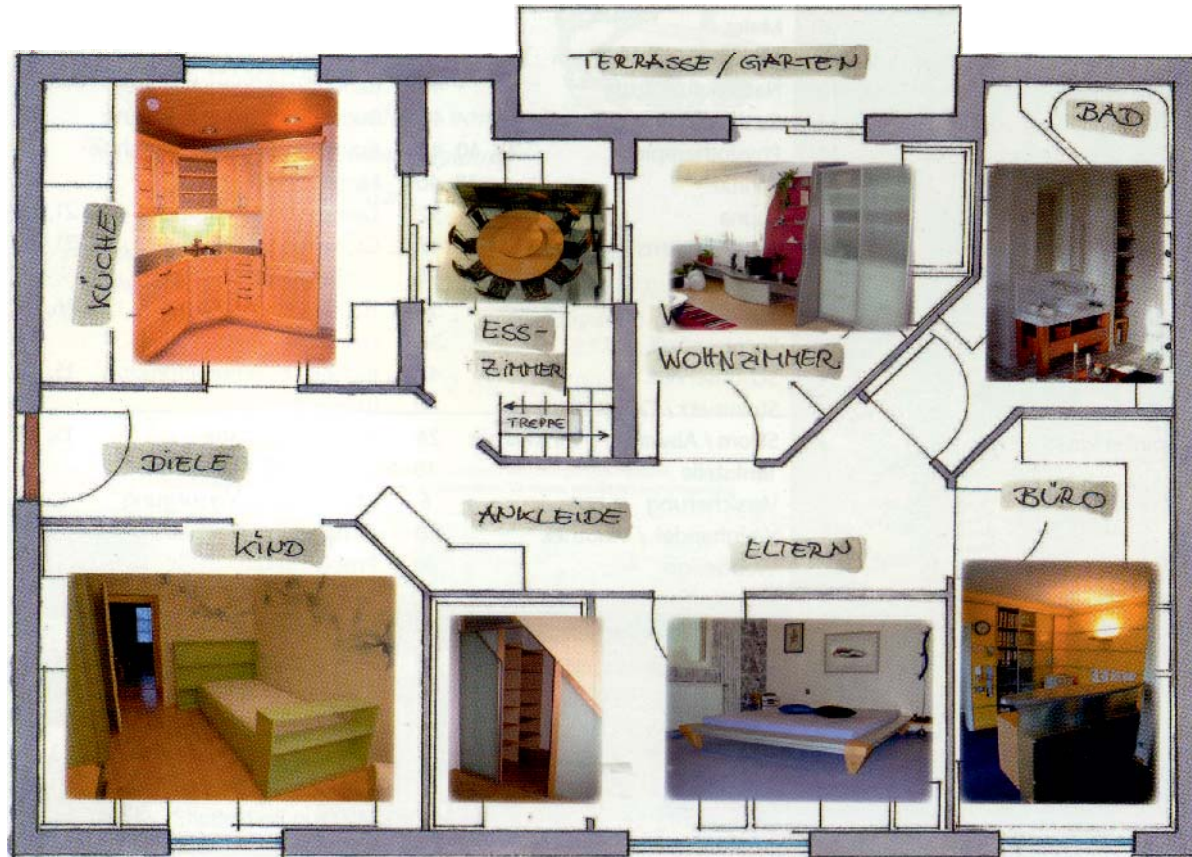 TERRASSE / GARTEN
BAD
KÜCHE
ESS-
ZIMMER
W
WOHNZIMMER
TREPPE
DIELE
ANKLEIDE
BÜRO
KIND
ELTERN